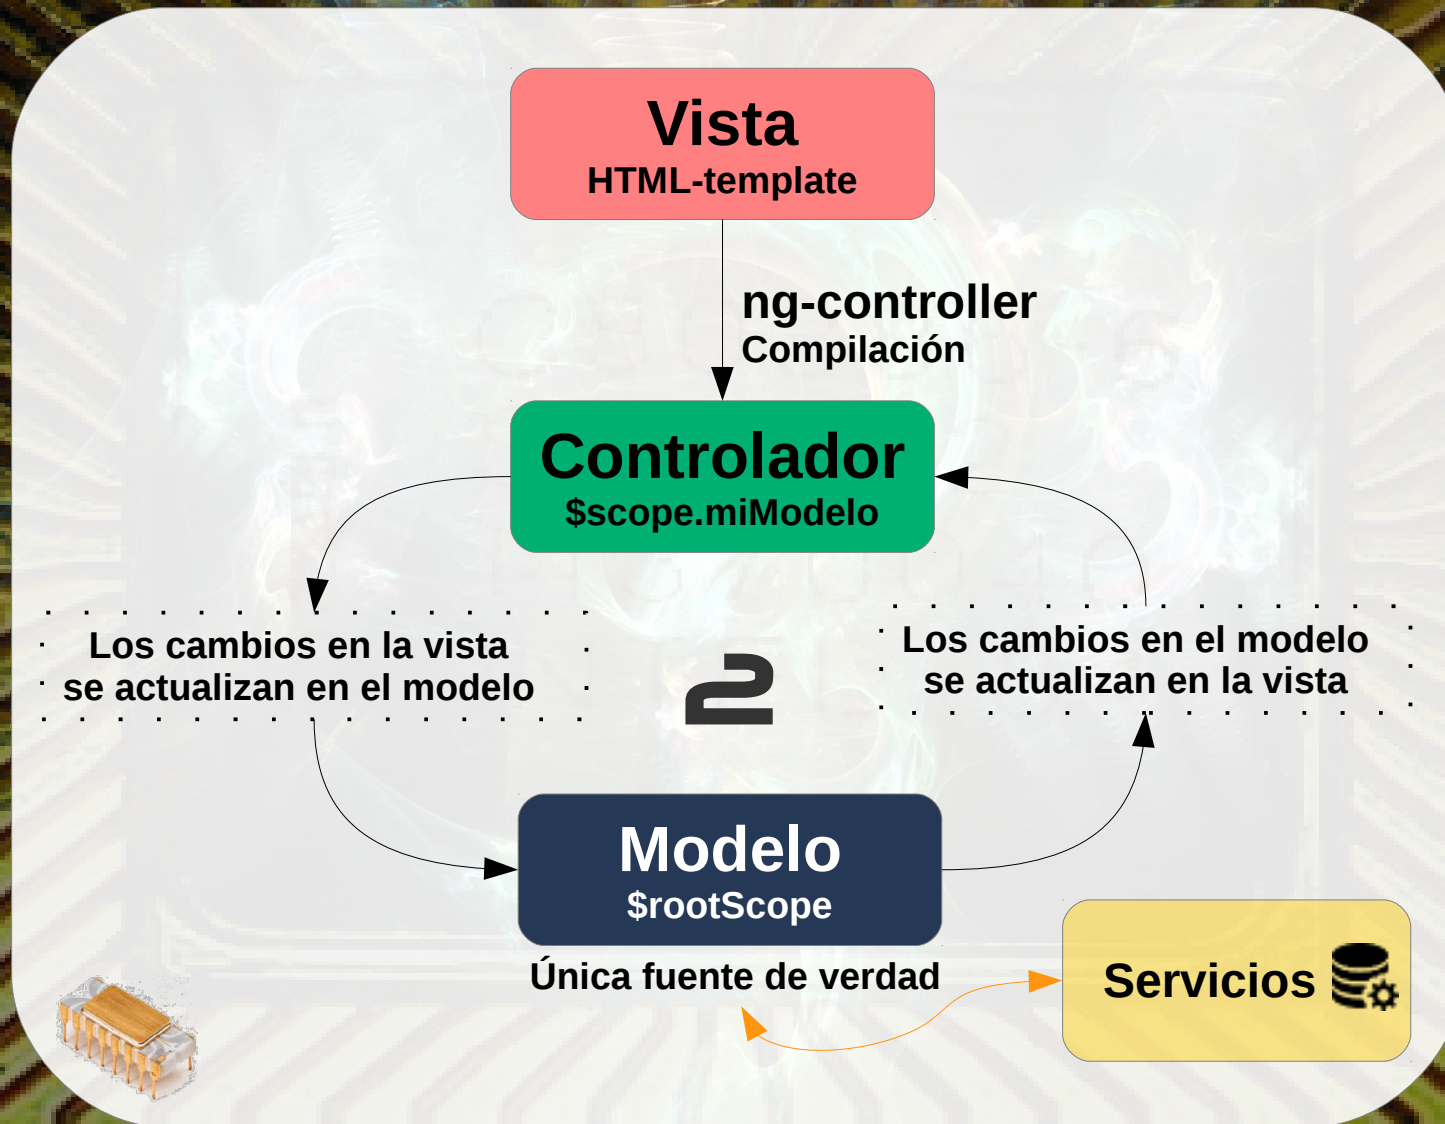 Vista
HTML-template
ng-controller
Compilación
Controlador
$scope.miModelo
Los cambios en la vista
se actualizan en el modelo
2
Los cambios en el modelo
se actualizan en la vista
Modelo
$rootScope
Única fuente de verdad
Servicios